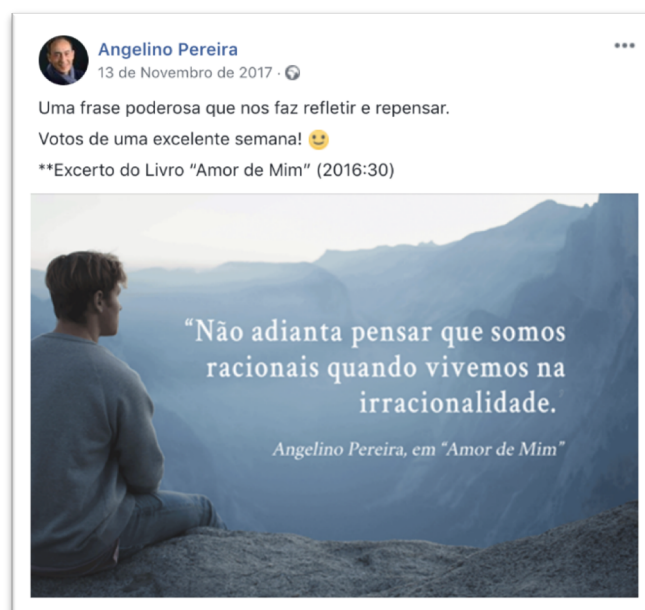 Angelino Pereira
13 de Novembro de 2017 ·
Uma frase poderosa que nos faz refletir e repensar.
Votos de uma excelente semana!
**Excerto do Livro “Amor de Mim” (2016:30)
“Não adianta pensar que somos
racionais quando vivemos na
irracionalidade.
Angelino Pereira, em “Amor de Mim”